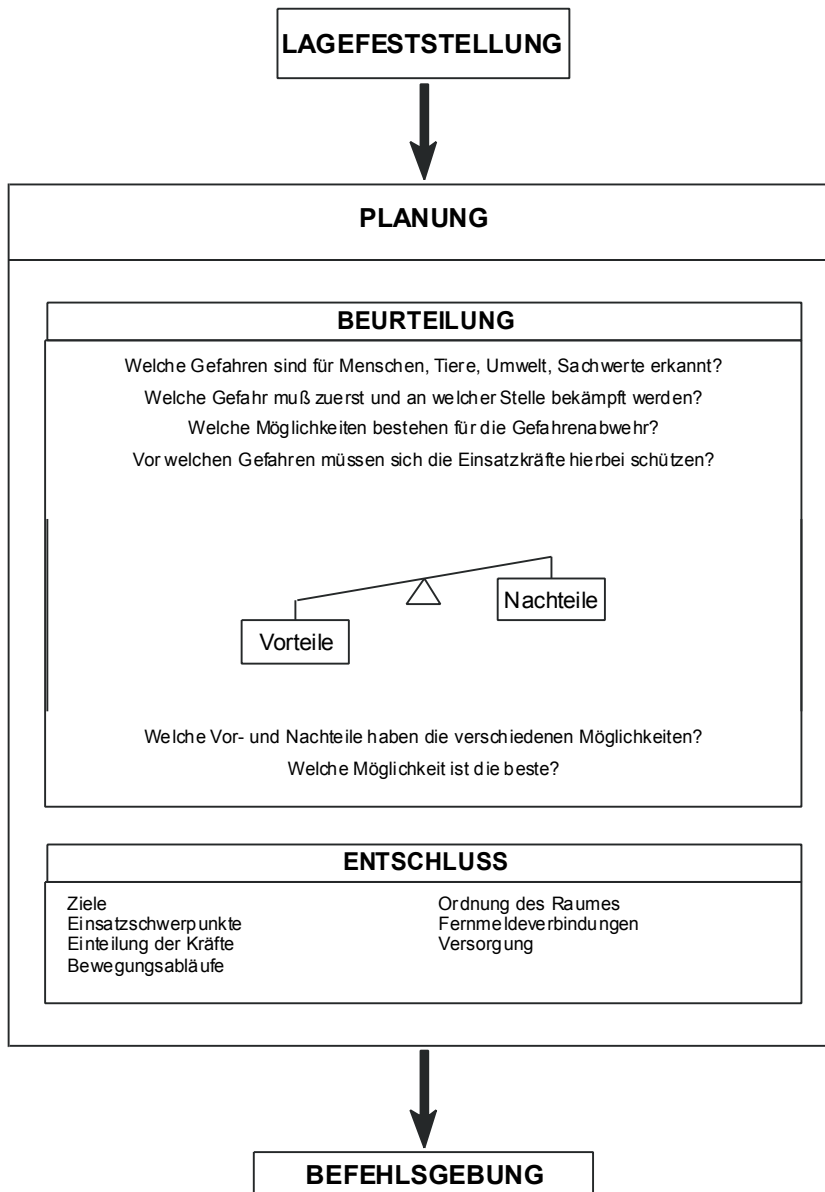 LAGEFESTSTELLUNG
PLANUNG
BEURTEILUNG
Welche Gefahren sind für Menschen, Tiere, Umwelt, Sachwerte erkannt?
Welche Gefahr muß zuerst und an welcher Stelle bekämpft werden?
Welche Möglichkeiten bestehen für die Gefahrenabwehr?
Vor welchen Gefahren müssen sich die Einsatzkräfte hierbei schützen?
Nachteile
Vorteile
Welche Vor- und Nachteile haben die verschiedenen Möglichkeiten?
Welche Möglichkeit ist die beste?
ENTSCHLUSS
Ziele
Einsatzschwerpunkte
Einteilung der Kräfte
Bewegungsabläufe
Ordnung des Raumes
Fernmeldeverbindungen
Versorgung
BEFEHLSGEBUNG